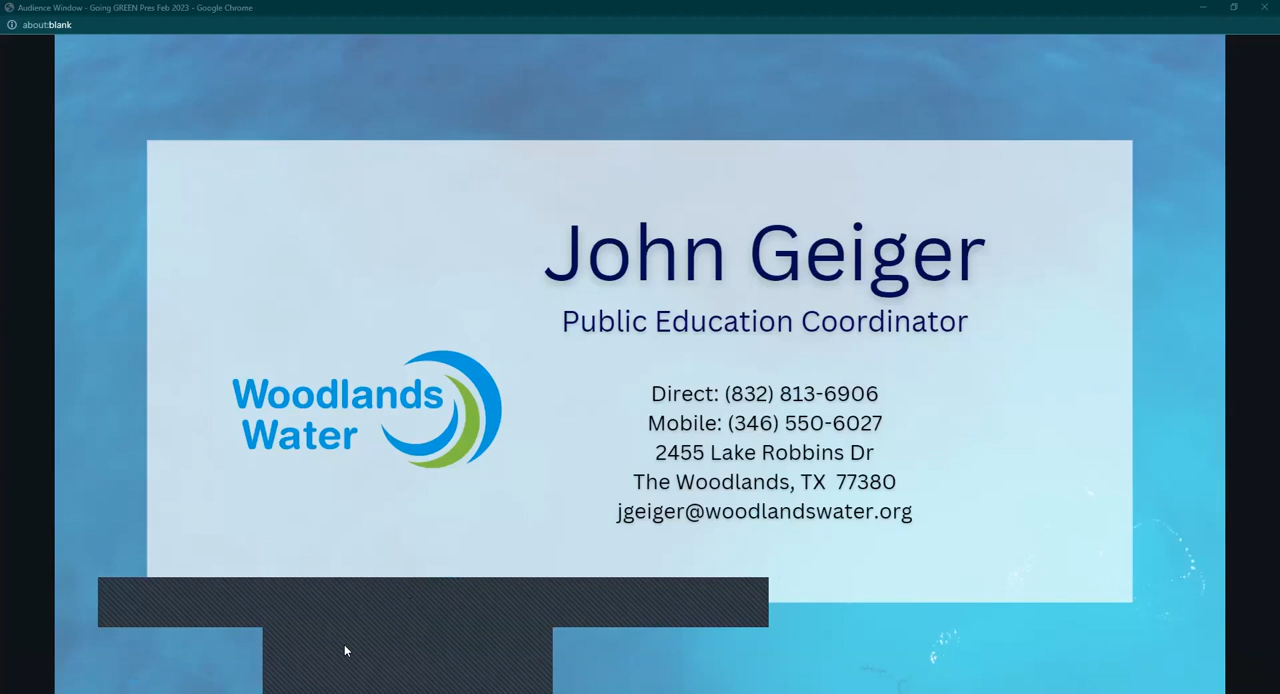 Audience Window - Going GREEN Pres Feb 2023 - Google Chrome
about:blank
John Geiger
Public Education Coordinator
Woodlands
Water
Direct: (832) 813-6906
Mobile: (346) 550-6027
2455 Lake Robbins Dr
The Woodlands, TX 77380
jgeiger@woodlandswater.org